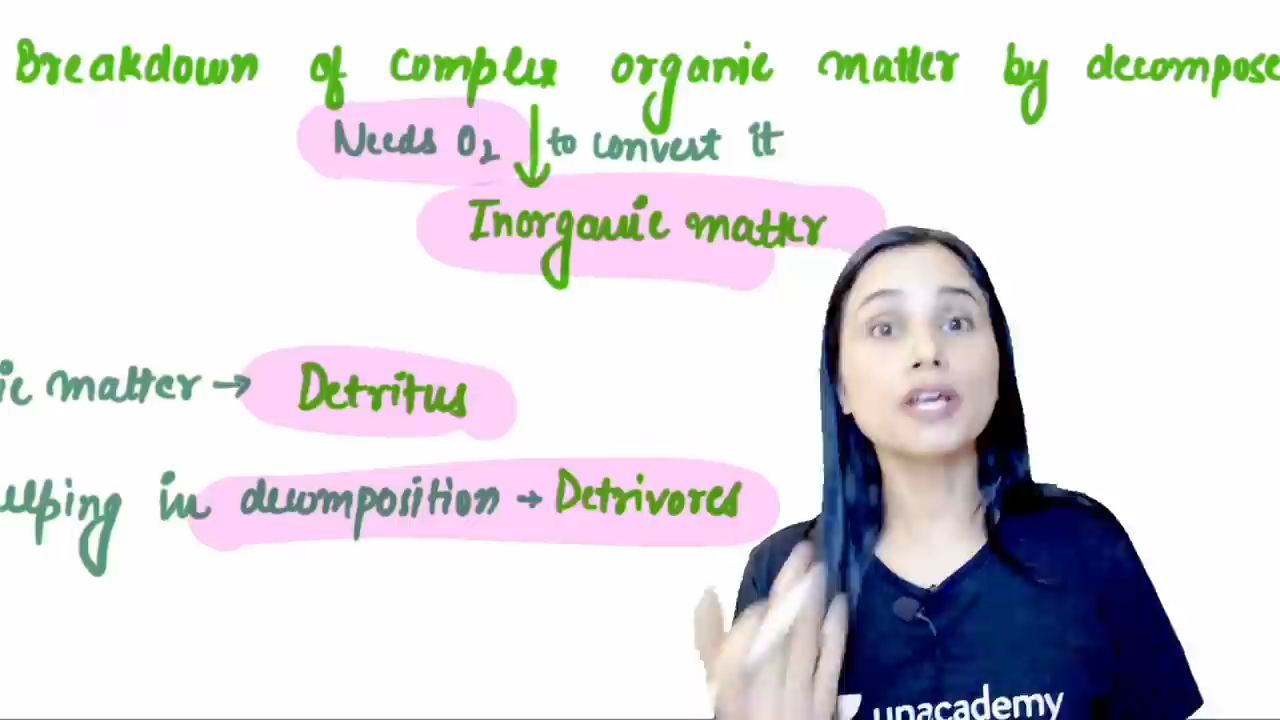 Breakdown of complex organic matter by decompose
Needs O2 to convert it
Inorganic matter
ic matter → Detritus
elping in decomposition → Detrivores
unacademy